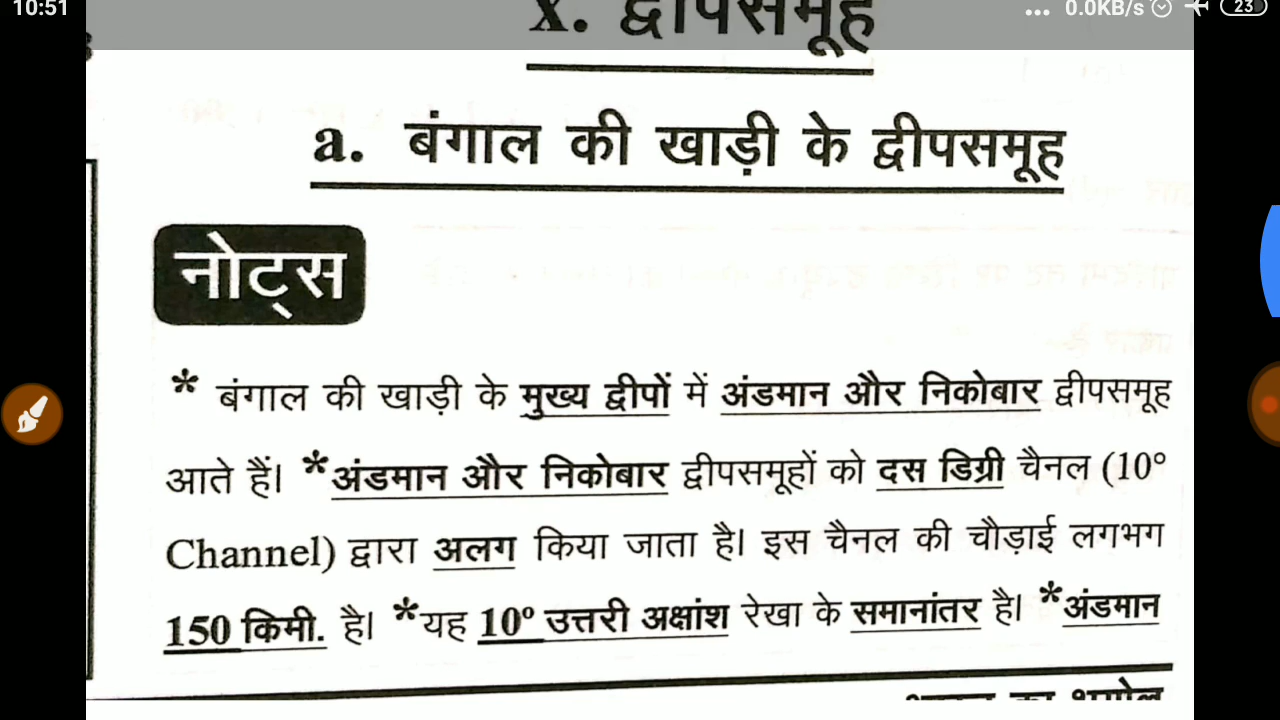 10:51 ... 0.0KB/s 23
x. द्वीपसमूह
a. बंगाल की खाड़ी के द्वीपसमूह
नोट्स
* बंगाल की खाड़ी के मुख्य द्वीपों में अंडमान और निकोबार द्वीपसमूह
आते हैं। *अंडमान और निकोबार द्वीपसमूहों को दस डिग्री चैनल (10°
Channel) द्वारा अलग किया जाता है। इस चैनल की चौड़ाई लगभग
150 किमी. है। *यह 10° उत्तरी अक्षांश रेखा के समानांतर है। *अंडमान